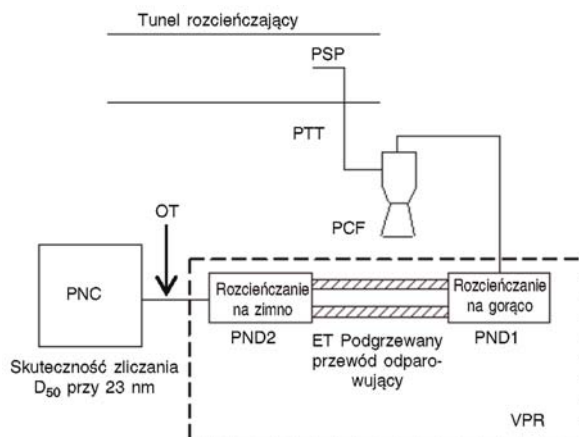 Tunel rozcieńczający
PSP
PTT
PCF
OT
PNC
Rozcieńczanie
na zimno
Rozcieńczanie
na gorąco
PND2
ET Podgrzewany
przewód odparo-
wujący
PND1
Skuteczność zliczania
D50 przy 23 nm
VPR